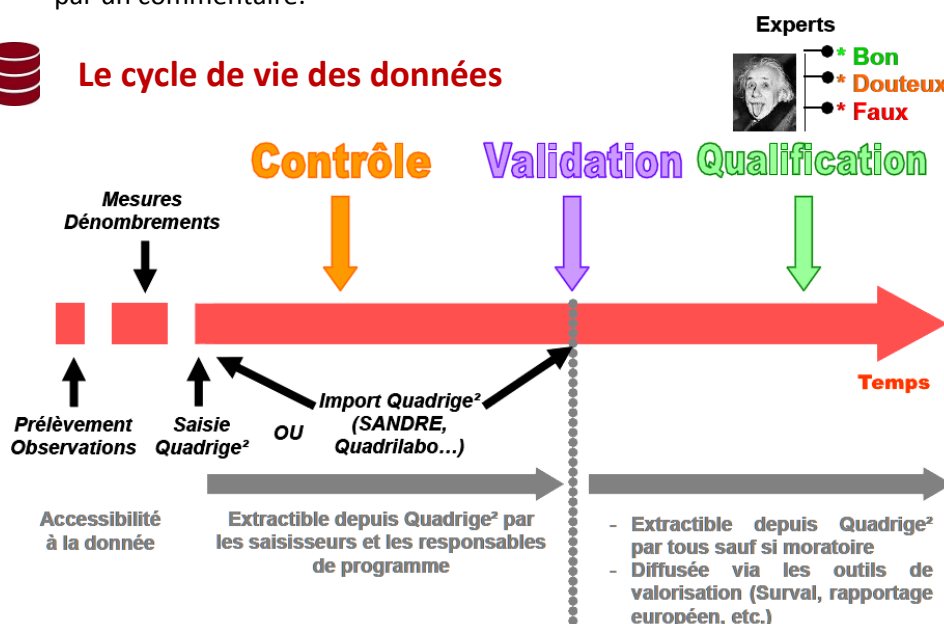 par un commentaire.
Experts
* Bon
* Douteux
* Faux
Le cycle de vie des données
Contrôle
Validation
Qualification
Mesures
Dénombrements
Temps
Prélèvement
Observations
Saisie
Quadrige²
OU
Import Quadrige²
(SANDRE,
Quadrilabo…)
Accessibilité
à la donnée
Extractible depuis Quadrige² par
les saisisseurs et les responsables
de programme
- Extractible depuis Quadrige²
par tous sauf si moratoire
- Diffusée via les outils de
valorisation (Surval, rapportage
européen, etc.)